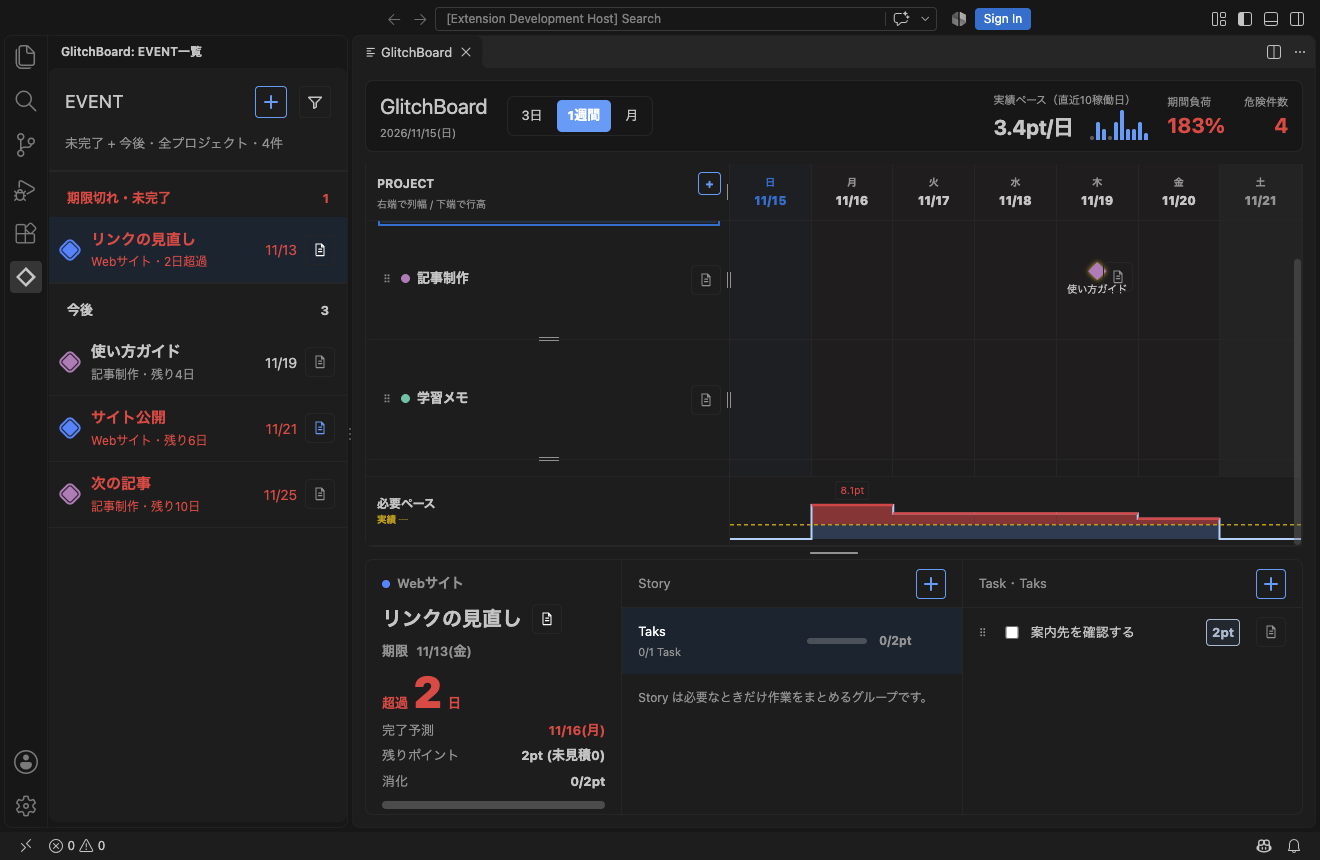 [Extension Development Host] Search
Sign In
GlitchBoard: EVENT一覧
EVENT
未完了 + 今後・全プロジェクト・4件
期限切れ・未完了 1
リンクの見直し 11/13
Webサイト・2日超過
今後 3
使い方ガイド 11/19
記事制作・残り4日
サイト公開 11/21
Webサイト・残り6日
次の記事 11/25
記事制作・残り10日
GlitchBoard
GlitchBoard
2026/11/15(日)
3日 1週間 月
実績ペース（直近10稼働日）
3.4pt/日
期間負荷
183%
危険件数
4
PROJECT
右端で列幅 / 下端で行高
日 月 火 水 木 金 土
11/15 11/16 11/17 11/18 11/19 11/20 11/21
記事制作
使い方ガイド
学習メモ
必要ペース
実績 —
8.1pt
Webサイト
リンクの見直し
期限 11/13(金)
超過 2 日
完了予測 11/16(月)
残りポイント 2pt (未見積0)
消化 0/2pt
Story
Taks
0/1 Task
0/2pt
Story は必要なときだけ作業をまとめるグループです。
Task・Taks
案内先を確認する 2pt
0 0